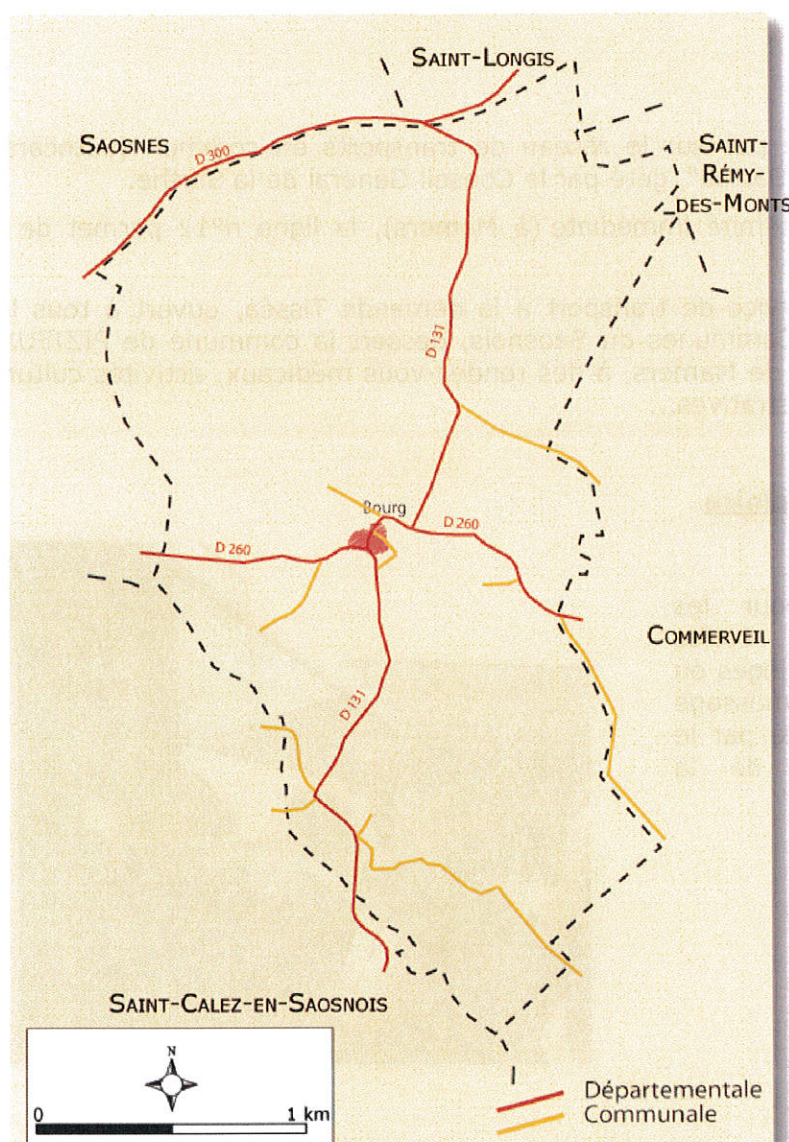 SAINT-LONGIS
SAOSNES
D 300
SAINT-
RÉMY-
DES-MONTS
D 131
Bourg
D 260
D 260
COMMERVEIL
D 131
SAINT-CALEZ-EN-SAOSNOIS
N
0
1 km
Départementale
Communale